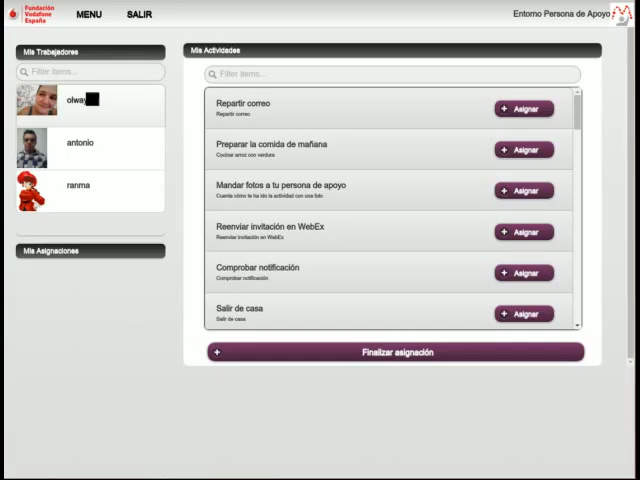 Fundación
Vodafone
España
MENU
SALIR
Entorno Persona de Apoyo
Mis Trabajadores
Filter items...
antonio
ranma
Mis Asignaciones
Mis Actividades
Filter items...
Repartir correo
Repartir correo
Asignar
Preparar la comida de mañana
Cocinar arroz con verdura
Asignar
Mandar fotos a tu persona de apoyo
Cuenta cómo te ha ido la actividad con una foto
Asignar
Reenviar invitación en WebEx
Reenviar invitación en WebEx
Asignar
Comprobar notificación
Comprobar notificación
Asignar
Salir de casa
Salir de casa
Asignar
Finalizar asignación